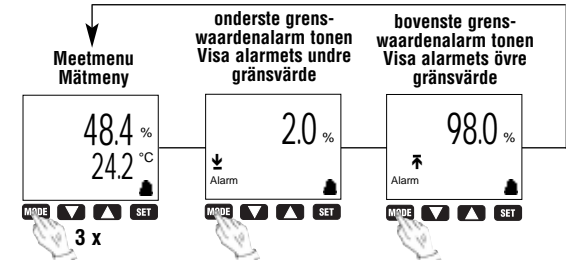 Meetmenu
Mätmeny
48.4 %
24.2 °C
MODE SET
3 x
onderste grens-
waardenalarm tonen
Visa alarmets undre
gränsvärde
2.0 %
Alarm
MODE SET
bovenste grens-
waardenalarm tonen
Visa alarmets övre
gränsvärde
98.0 %
Alarm
MODE SET